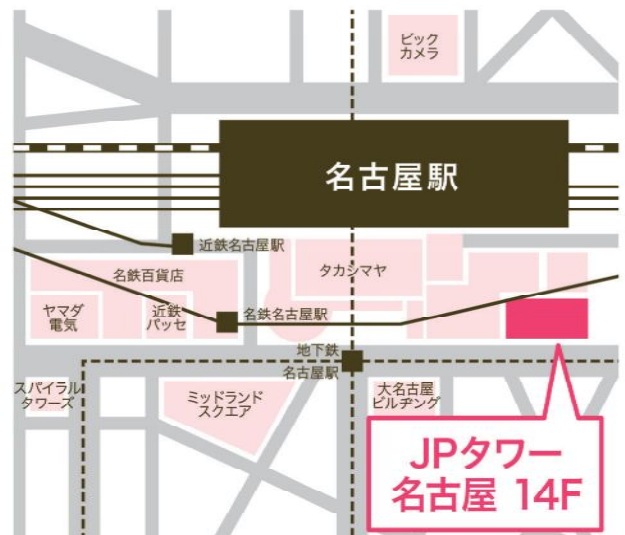 ビック
カメラ
名古屋駅
近鉄名古屋駅
タカシマヤ
名鉄百貨店
ヤマダ
電気
近鉄
パッセ
名鉄名古屋駅
地下鉄
名古屋駅
スパイラル
タワーズ
ミッドランド
スクエア
大名古屋
ビルヂング
JPタワー
名古屋 14F